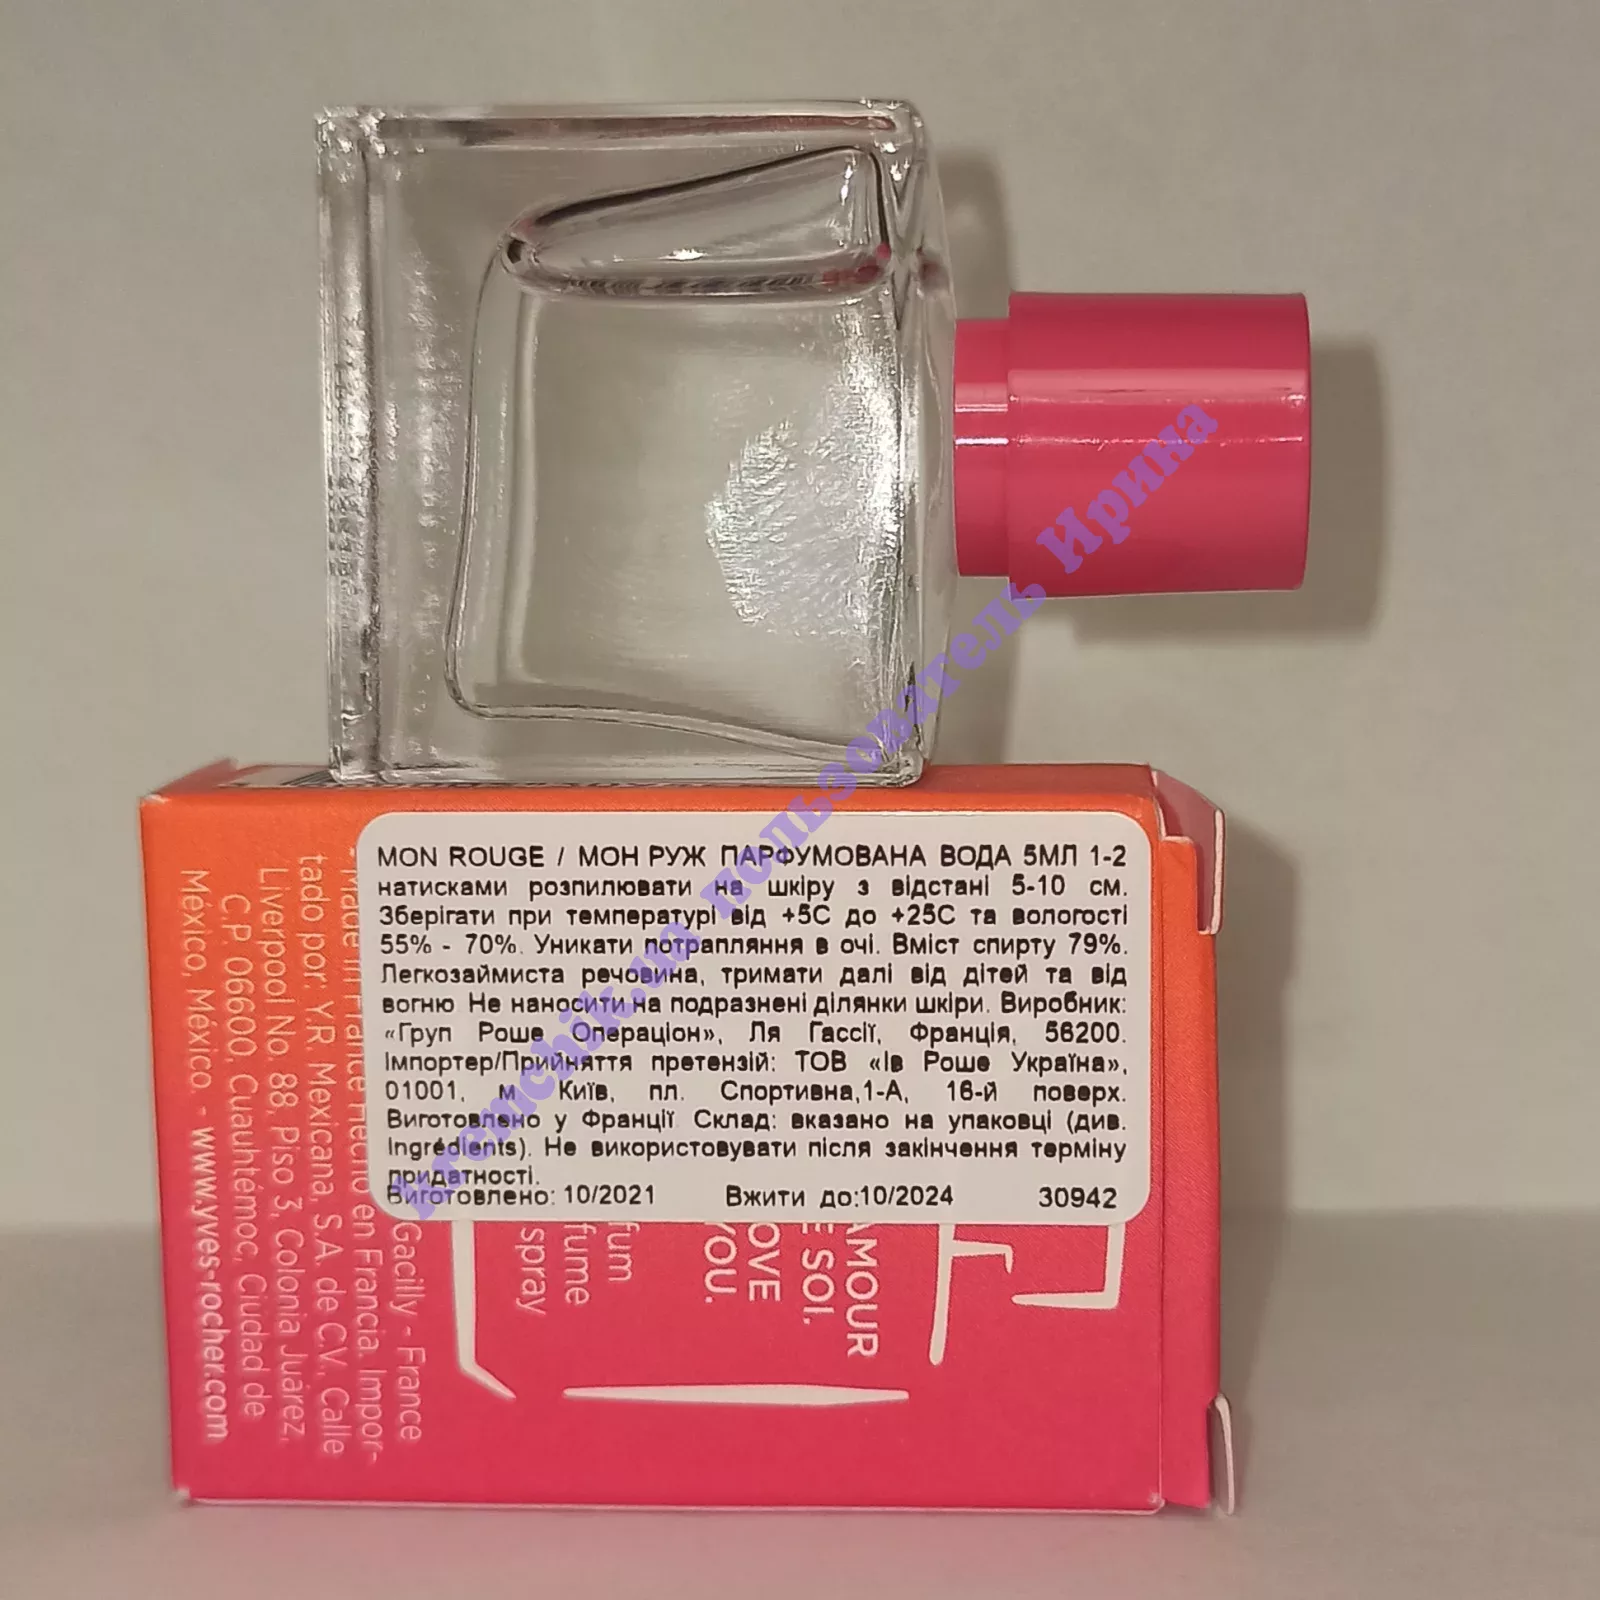 MON ROUGE / МОН РУЖ ПАРФУМОВАНА ВОДА 5МЛ 1-2
натисками розпилювати на шкіру з відстані 5-10 см.
Зберігати при температурі від +5С до +25С та вологості
55% - 70%. Уникати потрапляння в очі. Вміст спирту 79%.
Легкозаймиста речовина, тримати далі від дітей та від
вогню Не наносити на подразнені ділянки шкіри. Виробник:
«Груп Роше Операціон», Ля Гассії, Франція, 56200.
Імпортер/Прийняття претензій: ТОВ «Ів Роше Україна»,
01001, м Київ, пл. Спортивна,1-А, 16-й поверх.
Виготовлено у Франції Склад: вказано на упаковці (див.
Ingrédients). Не використовувати після закінчення терміну
придатності.
Виготовлено: 10/2021 Вжити до:10/2024 30942
AMOUR
E SOI.
OVE
YOU.
fum
fume
spray
Gacilly - France
Made in France Hecho en Francia. Impor-
tado por: Y.R. Mexicana, S.A. de C.V., Calle
Liverpool No. 88, Piso 3, Colonia Juárez,
C.P. 06600, Cuauhtémoc, Ciudad de
México, México. - www.yves-rocher.com
kremchik.ua пользователь Ирина